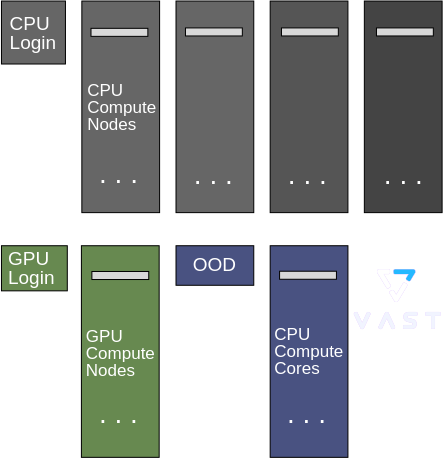 CPU
Login
CPU
Compute
Nodes
. . .
. . .
. . .
. . .
GPU
Login
OOD
GPU
Compute
Nodes
. . .
CPU
Compute
Cores
. . .
VAST